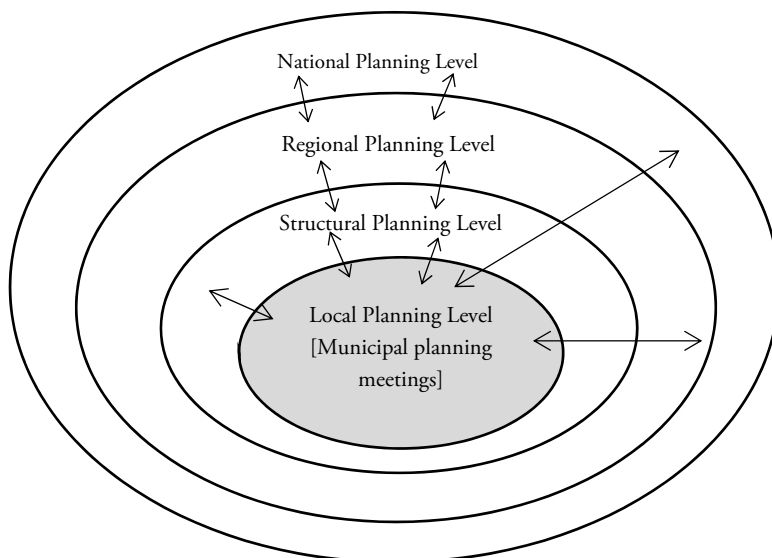 National Planning Level
Regional Planning Level
Structural Planning Level
Local Planning Level
[Municipal planning
meetings]